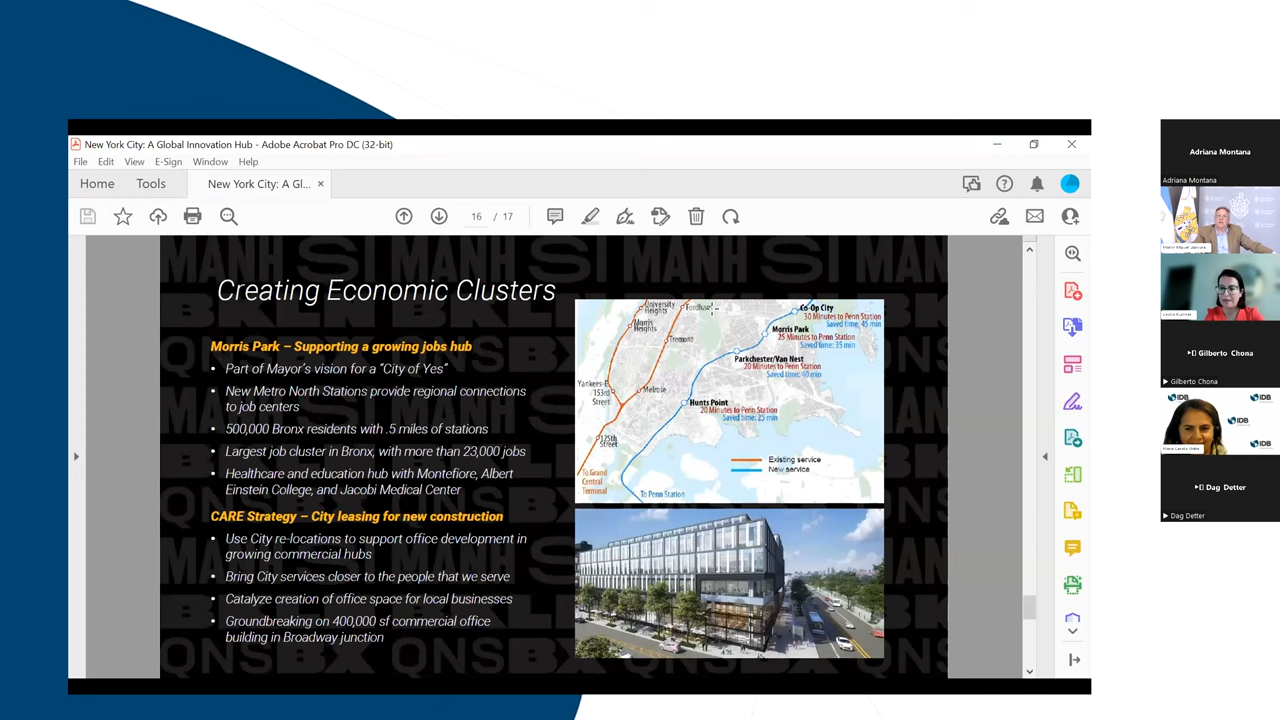 New York City: A Global Innovation Hub - Adobe Acrobat Pro DC (32-bit)
File Edit View E-Sign Window Help
Home Tools New York City: A Gl... ×
16 / 17
Creating Economic Clusters
Morris Park – Supporting a growing jobs hub
• Part of Mayor's vision for a "City of Yes"
• New Metro North Stations provide regional connections
to job centers
• 500,000 Bronx residents with .5 miles of stations
• Largest job cluster in Bronx, with more than 23,000 jobs
• Healthcare and education hub with Montefiore, Albert
Einstein College, and Jacobi Medical Center
CARE Strategy – City leasing for new construction
• Use City re-locations to support office development in
growing commercial hubs
• Bring City services closer to the people that we serve
• Catalyze creation of office space for local businesses
• Groundbreaking on 400,000 sf commercial office
building in Broadway junction
University
Heights
Fordham
Morris
Heights
Tremont
Yankees-E
153rd
Street
Melrose
125th
Street
To Grand
Central
Terminal
Co-Op City
30 Minutes to Penn Station
Saved time, 45 min
Morris Park
25 Minutes to Penn Station
Saved time: 35 min
Parkchester/Van Nest
20 Minutes to Penn Station
Saved time: 40 min
Hunts Point
20 Minutes to Penn Station
Saved time: 25 min
Existing service
New service
To Penn Station
MANH SI
BX
BKLN
QNS
Adriana Montana
Adriana Montana
Gilberto Chona
Gilberto Chona
IDB
IDB
IDB
IDB
Dag Detter
Dag Detter